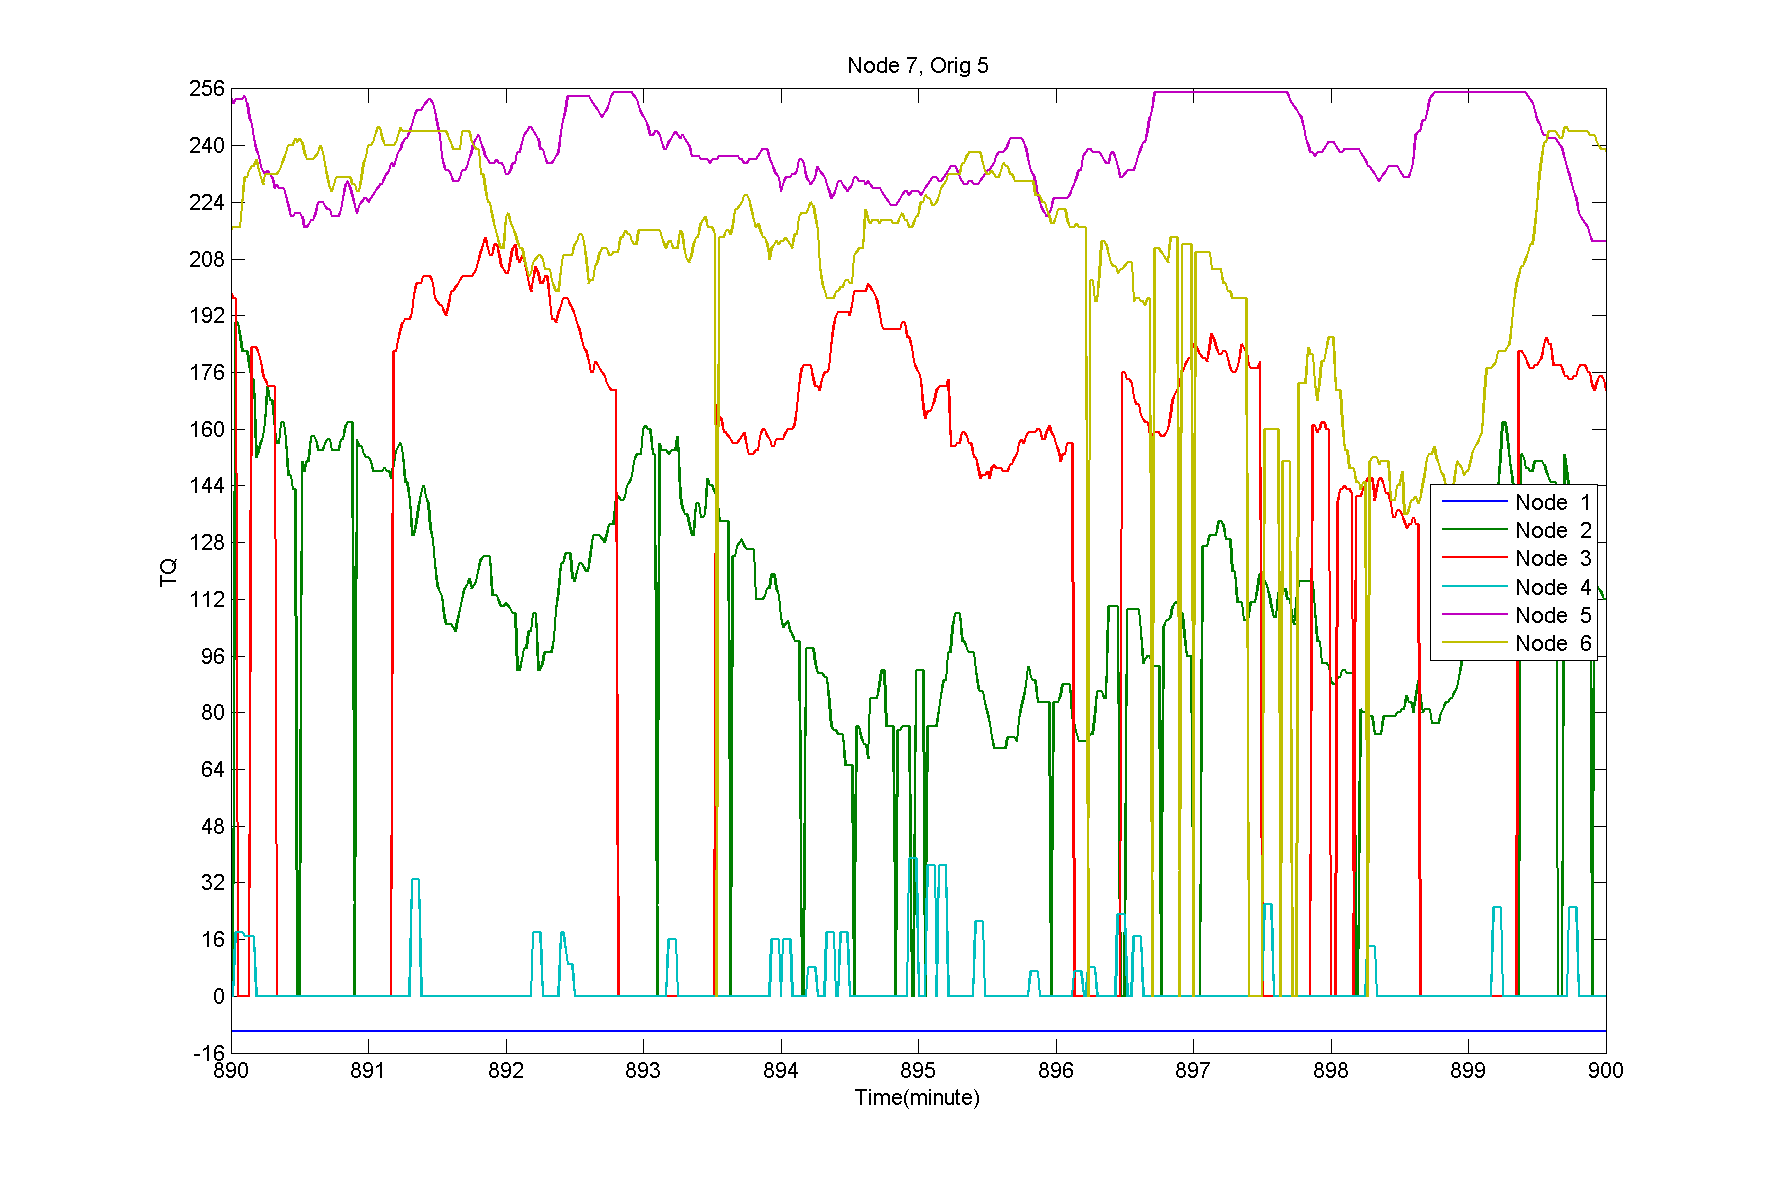 Node 7, Orig 5
256
240
224
208
192
176
160
144
128
112
96
80
64
48
32
16
0
-16
TQ
Node 1
Node 2
Node 3
Node 4
Node 5
Node 6
890 891 892 893 894 895 896 897 898 899 900
Time(minute)